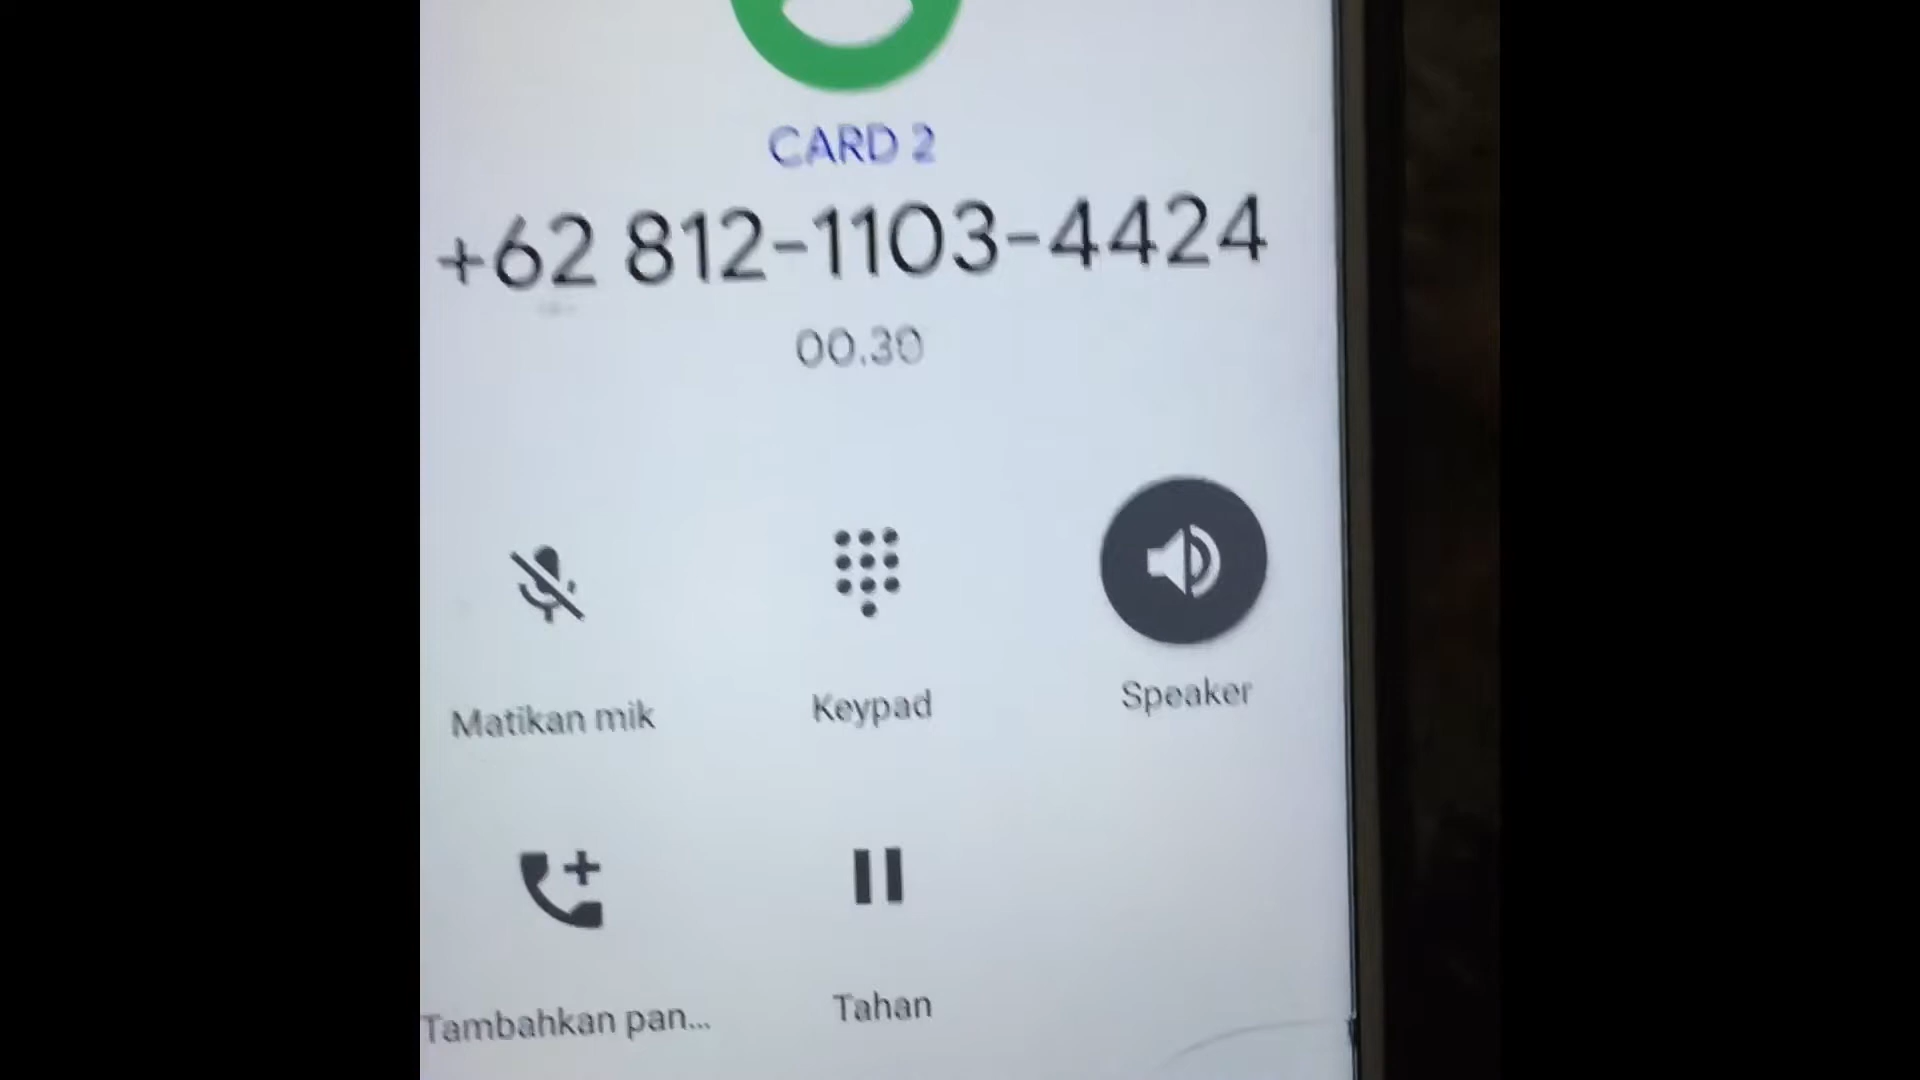 CARD 2
+62 812-1103-4424
00.30
Matikan mik
Keypad
Speaker
Tambahkan pan...
Tahan